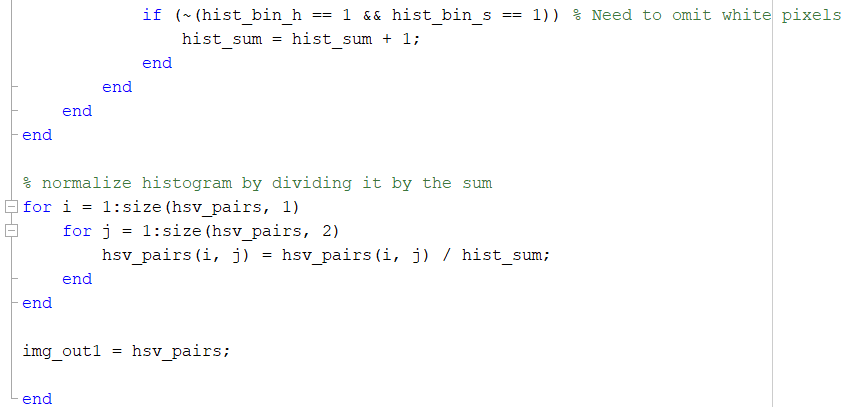 if (~(hist_bin_h == 1 && hist_bin_s == 1)) % Need to omit white pixels
hist_sum = hist_sum + 1;
end
end
end
end
% normalize histogram by dividing it by the sum
for i = 1:size(hsv_pairs, 1)
for j = 1:size(hsv_pairs, 2)
hsv_pairs(i, j) = hsv_pairs(i, j) / hist_sum;
end
end
img_out1 = hsv_pairs;
end